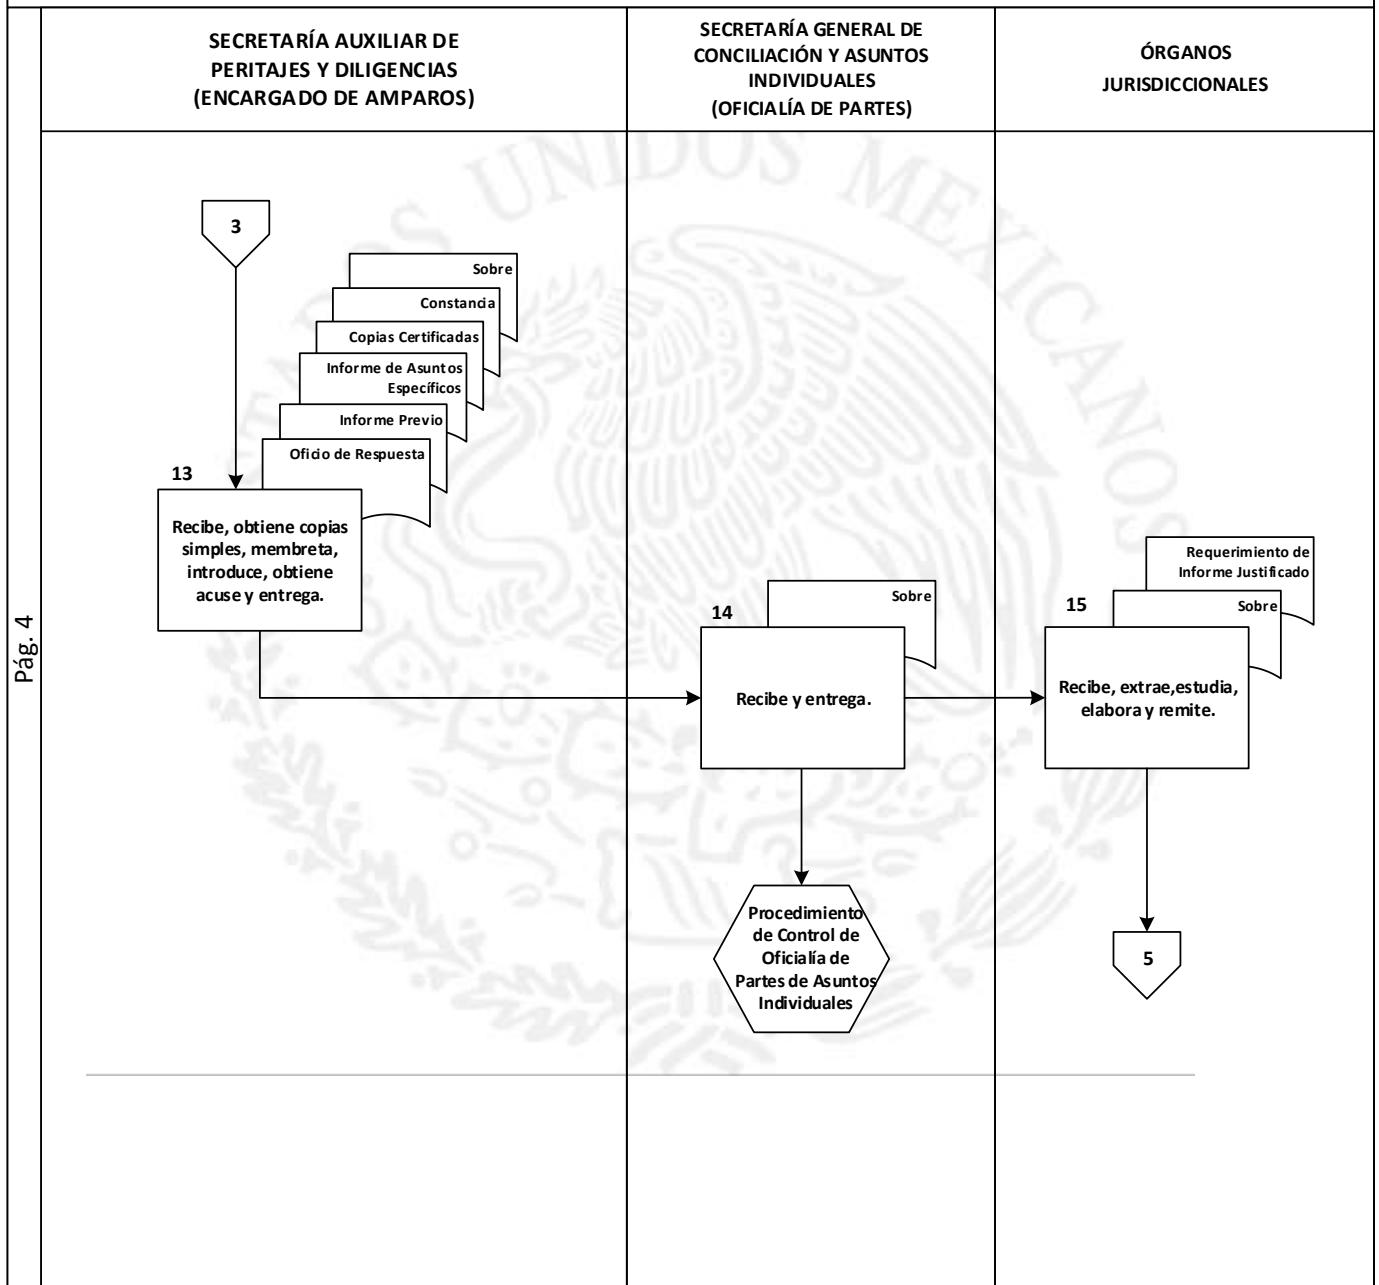 SECRETARÍA AUXILIAR DE
PERITAJES Y DILIGENCIAS
(ENCARGADO DE AMPAROS)
SECRETARÍA GENERAL DE
CONCILIACIÓN Y ASUNTOS
INDIVIDUALES
(OFICIALÍA DE PARTES)
ÓRGANOS
JURISDICCIONALES
UNIDOS MEXICANOS
3
Sobre
Constancia
Copias Certificadas
Informe de Asuntos
Específicos
Informe Previo
Oficio de Respuesta
13
Recibe, obtiene copias
simples, membreta,
introduce, obtiene
acuse y entrega.
Sobre
14
Recibe y entrega.
Requerimiento de
Informe Justificado
Sobre
15
Recibe, extrae,estudia,
elabora y remite.
Procedimiento
de Control de
Oficialía de
Partes de Asuntos
Individuales
5
Pág. 4